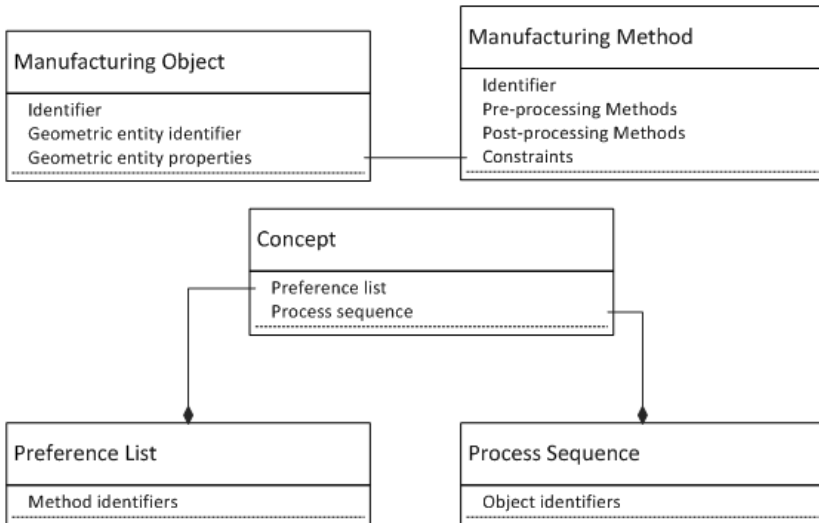 Manufacturing Object
Identifier
Geometric entity identifier
Geometric entity properties
Manufacturing Method
Identifier
Pre-processing Methods
Post-processing Methods
Constraints
Concept
Preference list
Process sequence
Preference List
Method identifiers
Process Sequence
Object identifiers